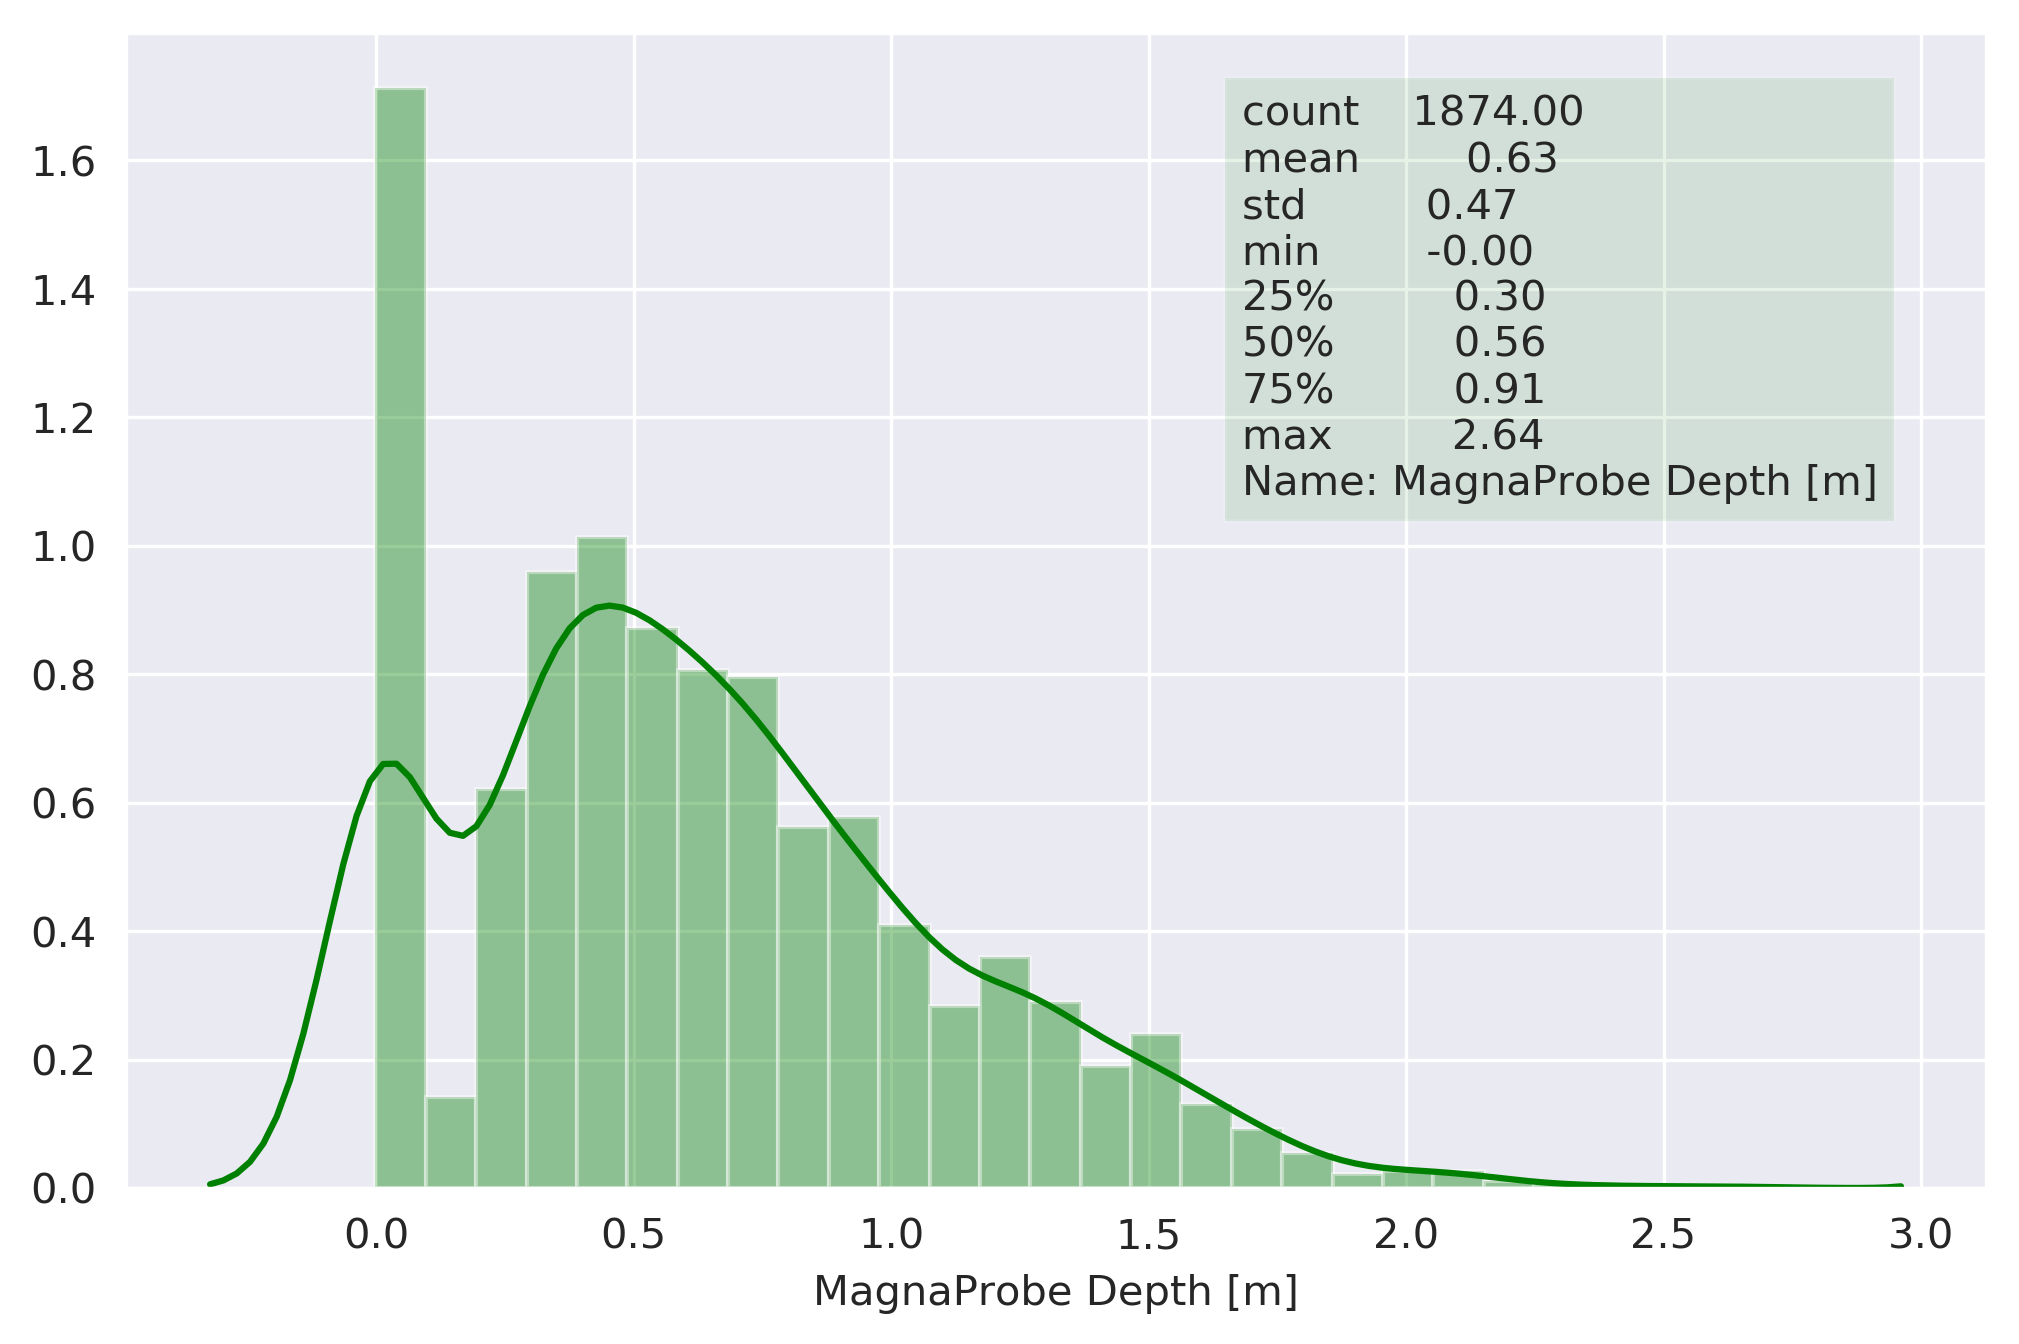 1.6
1.4
1.2
1.0
0.8
0.6
0.4
0.2
0.0
count 1874.00
mean 0.63
std 0.47
min -0.00
25% 0.30
50% 0.56
75% 0.91
max 2.64
Name: MagnaProbe Depth [m]
0.0 0.5 1.0 1.5 2.0 2.5 3.0
MagnaProbe Depth [m]